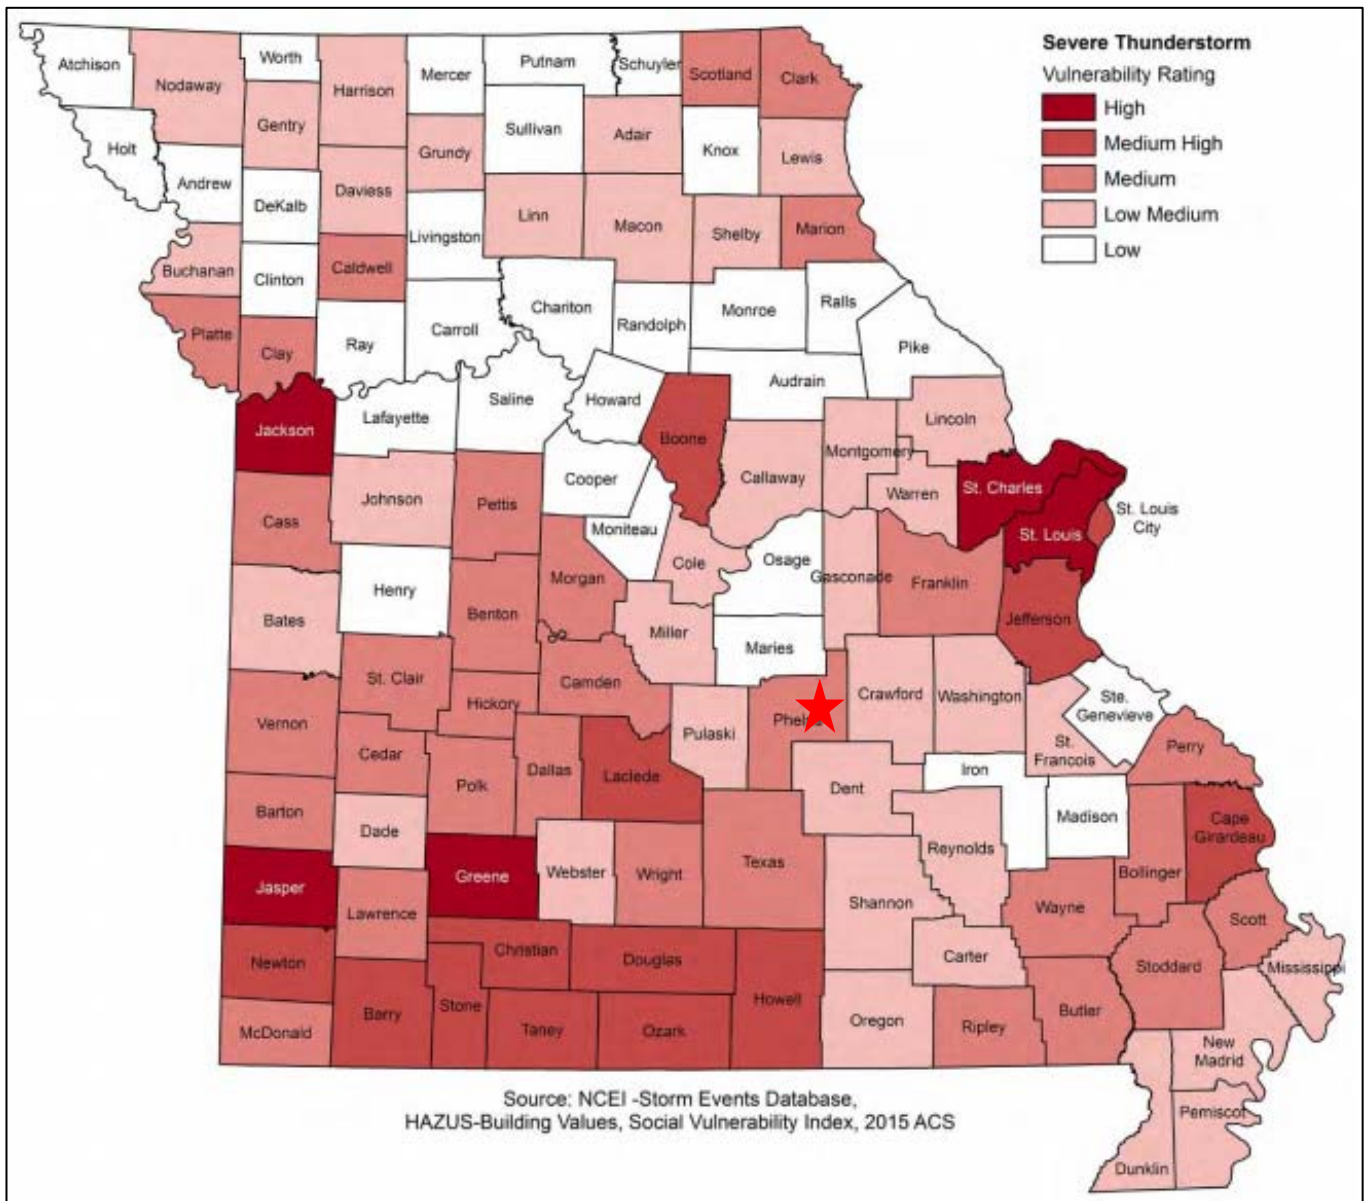 Severe Thunderstorm
Vulnerability Rating
High
Medium High
Medium
Low Medium
Low
Atchison
Nodaway
Worth
Harrison
Mercer
Putnam
Schuyler
Scotland
Clark
Holt
Gentry
Grundy
Sullivan
Adair
Knox
Lewis
Andrew
DeKalb
Daviess
Livingston
Linn
Macon
Shelby
Marion
Buchanan
Clinton
Caldwell
Chariton
Randolph
Monroe
Ralls
Pike
Platte
Clay
Ray
Carroll
Audrain
Jackson
Lafayette
Saline
Howard
Boone
Callaway
Montgomery
Lincoln
Warren
St. Charles
St. Louis
St. Louis
City
Cass
Johnson
Pettis
Cooper
Moniteau
Cole
Osage
Gasconade
Franklin
Jefferson
Bates
Henry
Benton
Morgan
Miller
Maries
Vernon
St. Clair
Hickory
Camden
Pulaski
Crawford
Washington
Ste.
Genevieve
St.
Francois
Perry
Cedar
Polk
Dallas
Laclede
Dent
Iron
Madison
Barton
Dade
Greene
Webster
Wright
Texas
Shannon
Reynolds
Wayne
Bollinger
Cape
Girardeau
Jasper
Lawrence
Christian
Douglas
Howell
Carter
Scott
Stoddard
Mississippi
Newton
Barry
Stone
Taney
Ozark
Oregon
Ripley
Butler
New
Madrid
McDonald
Pemiscot
Dunklin
Source: NCEI -Storm Events Database,
HAZUS-Building Values, Social Vulnerability Index, 2015 ACS